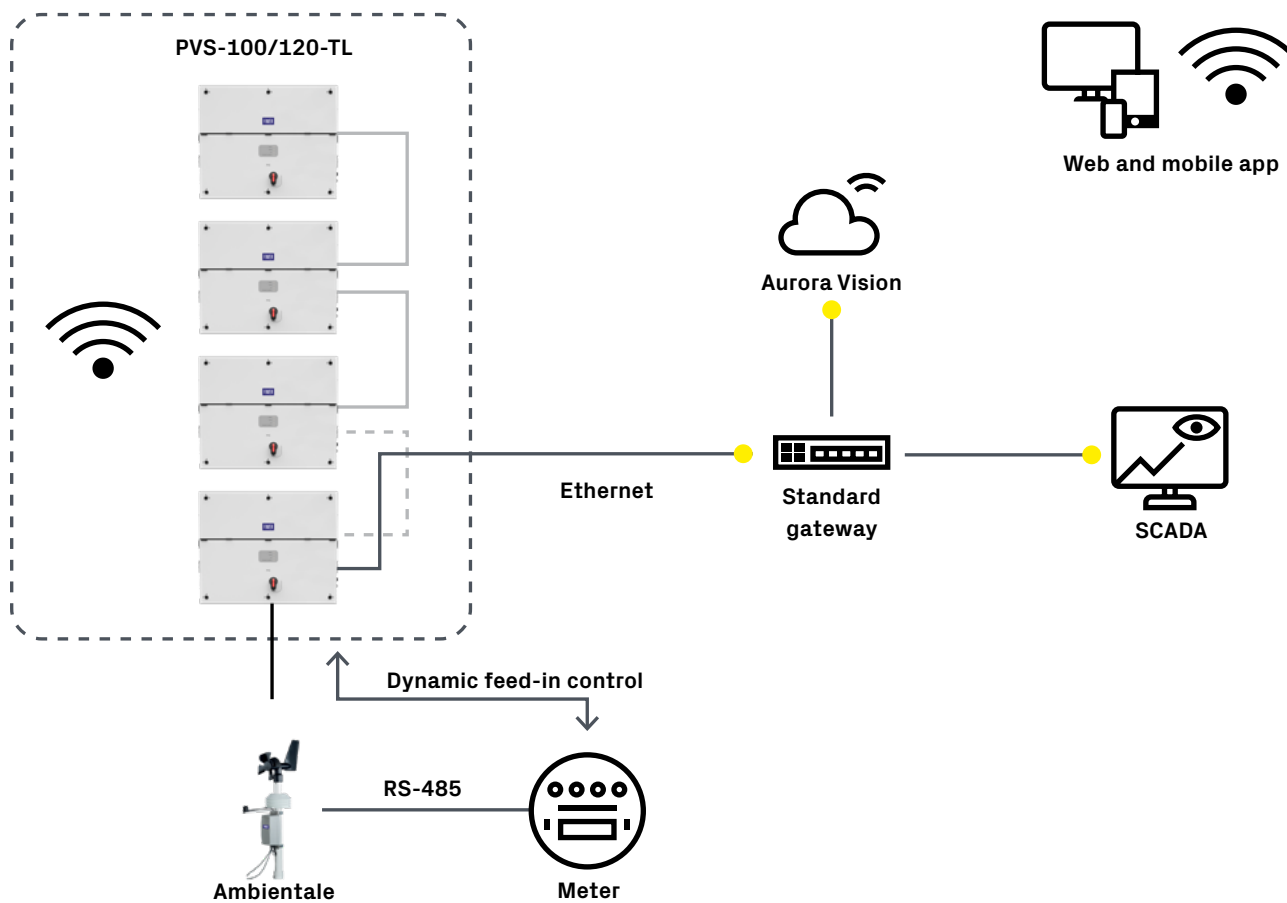 PVS-100/120-TL
Web and mobile app
Aurora Vision
Ethernet
Standard
gateway
SCADA
Dynamic feed-in control
RS-485
Ambientale
Meter